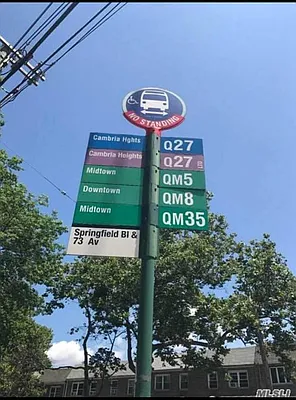 NO STANDING
Cambria Hghts Q27
Cambria Heights Q27
Midtown QM5
Downtown QM8
Midtown QM35
Springfield Bl &
73 Av
MLSLI